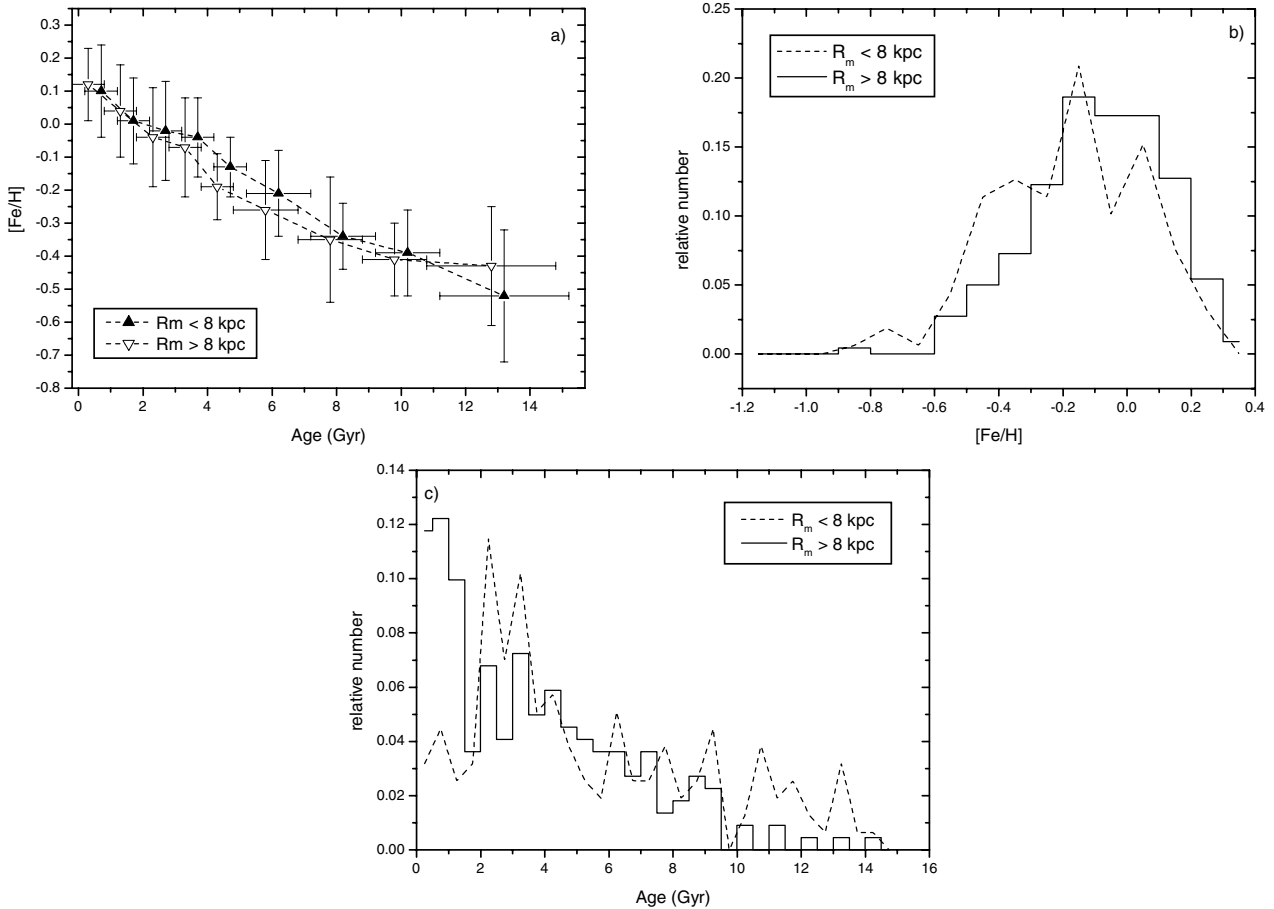 a)
0.3
0.2
0.1
0.0
-0.1
-0.2
-0.3
-0.4
-0.5
-0.6
-0.7
-0.8
[Fe/H]
Rm < 8 kpc
Rm > 8 kpc
0 2 4 6 8 10 12 14
Age (Gyr)
b)
0.25
0.20
0.15
0.10
0.05
0.00
relative number
Rm < 8 kpc
Rm > 8 kpc
-1.2 -1.0 -0.8 -0.6 -0.4 -0.2 0.0 0.2 0.4
[Fe/H]
c)
0.14
0.12
0.10
0.08
0.06
0.04
0.02
0.00
relative number
Rm < 8 kpc
Rm > 8 kpc
0 2 4 6 8 10 12 14 16
Age (Gyr)